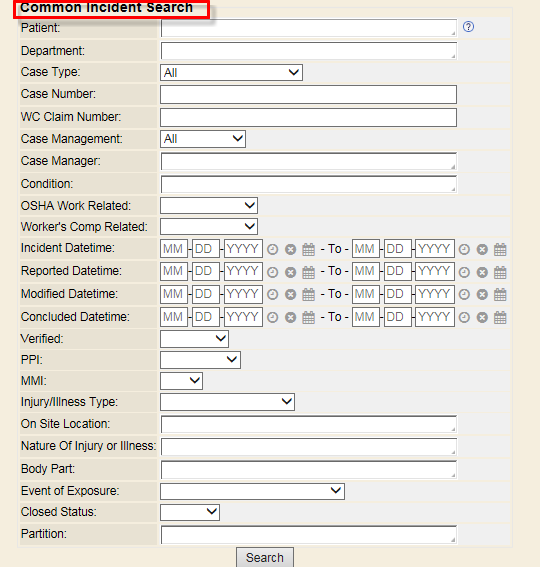 Common Incident Search
Patient:
Department:
Case Type: All
Case Number:
WC Claim Number:
Case Management: All
Case Manager:
Condition:
OSHA Work Related:
Worker's Comp Related:
Incident Datetime: MM - DD - YYYY - To - MM - DD - YYYY
Reported Datetime: MM - DD - YYYY - To - MM - DD - YYYY
Modified Datetime: MM - DD - YYYY - To - MM - DD - YYYY
Concluded Datetime: MM - DD - YYYY - To - MM - DD - YYYY
Verified:
PPI:
MMI:
Injury/Illness Type:
On Site Location:
Nature Of Injury or Illness:
Body Part:
Event of Exposure:
Closed Status:
Partition:
Search